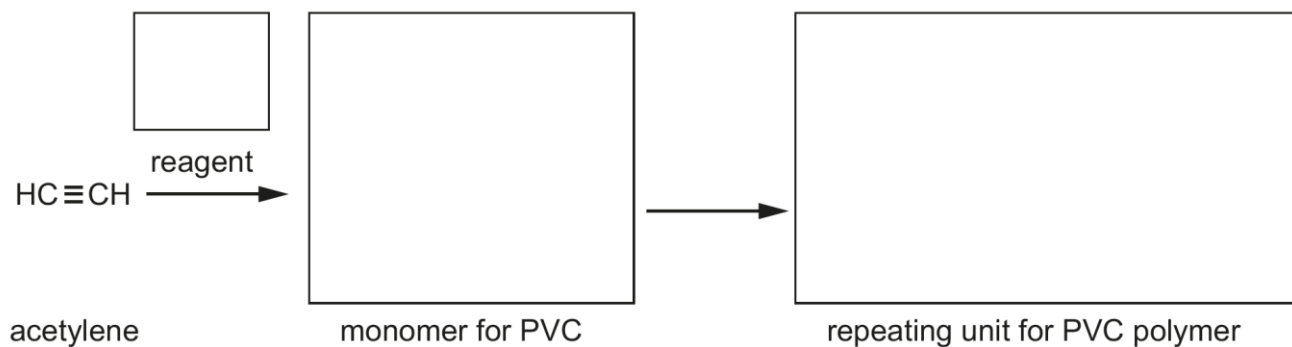 reagent
HC≡CH
acetylene
monomer for PVC
repeating unit for PVC polymer